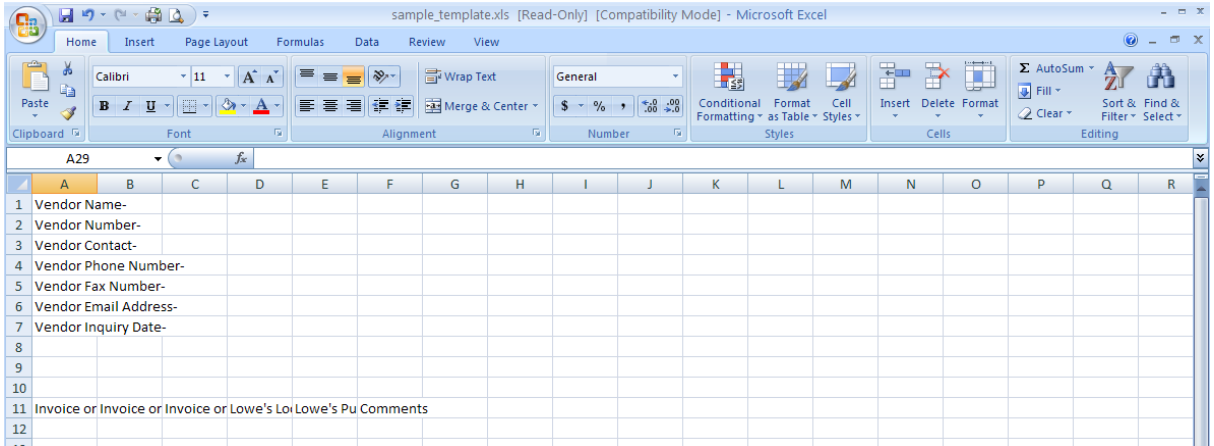 sample_template.xls [Read-Only] [Compatibility Mode] - Microsoft Excel
Home Insert Page Layout Formulas Data Review View
Calibri 11 A A Wrap Text General Σ AutoSum
Fill
Paste B I U A Merge & Center $ % , .0 .00 .00 .0 Conditional Formatting Format as Table Cell Styles Insert Delete Format Clear Sort & Filter Find & Select
Clipboard Font Alignment Number Styles Cells Editing
A29 fx
A B C D E F G H I J K L M N O P Q R
1 Vendor Name-
2 Vendor Number-
3 Vendor Contact-
4 Vendor Phone Number-
5 Vendor Fax Number-
6 Vendor Email Address-
7 Vendor Inquiry Date-
8
9
10
11 Invoice or Invoice or Invoice or Lowe's Lo Lowe's Pu Comments
12